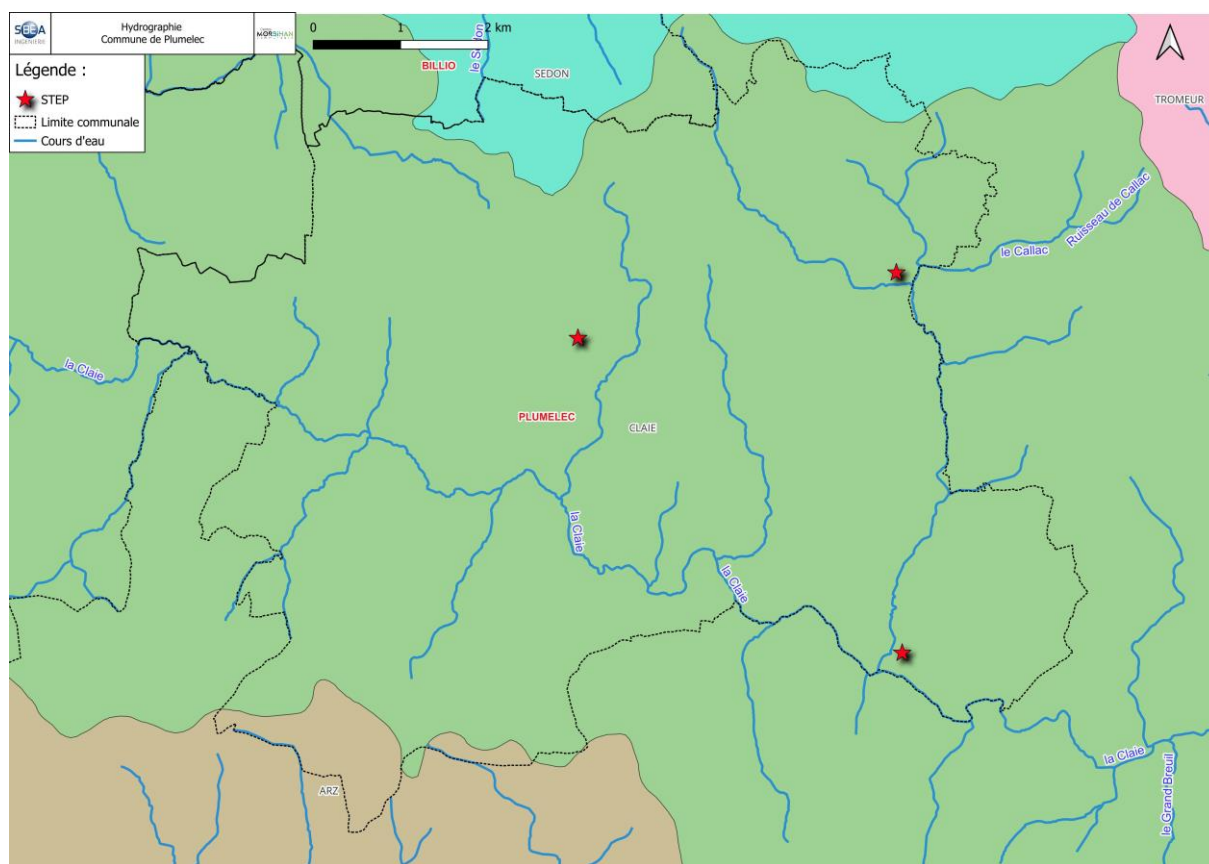 SBEA
INGENIERIE
Hydrographie
Commune de Plumelec
MORBIHAN
Légende :
STEP
Limite communale
Cours d'eau
0 1 2 km
BILLIO
le Sedon
SEDON
TROMEUR
Ruisseau de Callac
le Callac
la Claie
PLUMELEC
CLAIE
la Claie
la Claie
la Claie
le Grand Breuil
ARZ